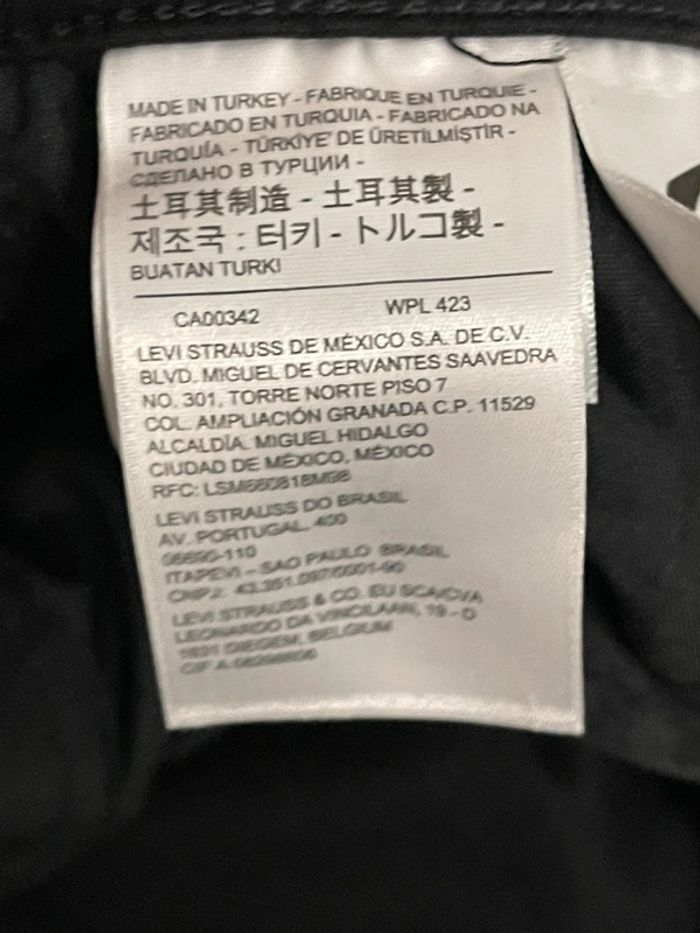 MADE IN TURKEY - FABRIQUE EN TURQUIE -
FABRICADO EN TURQUIA - FABRICADO NA
TURQUÍA - TÜRKİYE' DE ÜRETİLMİŞTİR -
СДЕЛАНО В ТУРЦИИ -
土耳其制造 - 土耳其製 -
제조국 : 터키 - トルコ製 -
BUATAN TURKI
CA00342 WPL 423
LEVI STRAUSS DE MÉXICO S.A. DE C.V.
BLVD. MIGUEL DE CERVANTES SAAVEDRA
NO. 301, TORRE NORTE PISO 7
COL. AMPLIACIÓN GRANADA C.P. 11529
ALCALDÍA. MIGUEL HIDALGO
CIUDAD DE MÉXICO, MÉXICO
RFC:
LEVI STRAUSS DO BRASIL
AV. PORTUGAL. 400
ITAPEVI - SAO PAULO BRASIL
LEVI STRAUSS & CO. EU
LEONARDO DA VINCILAAN, 19 - D
DIEGEM, BELGIUM